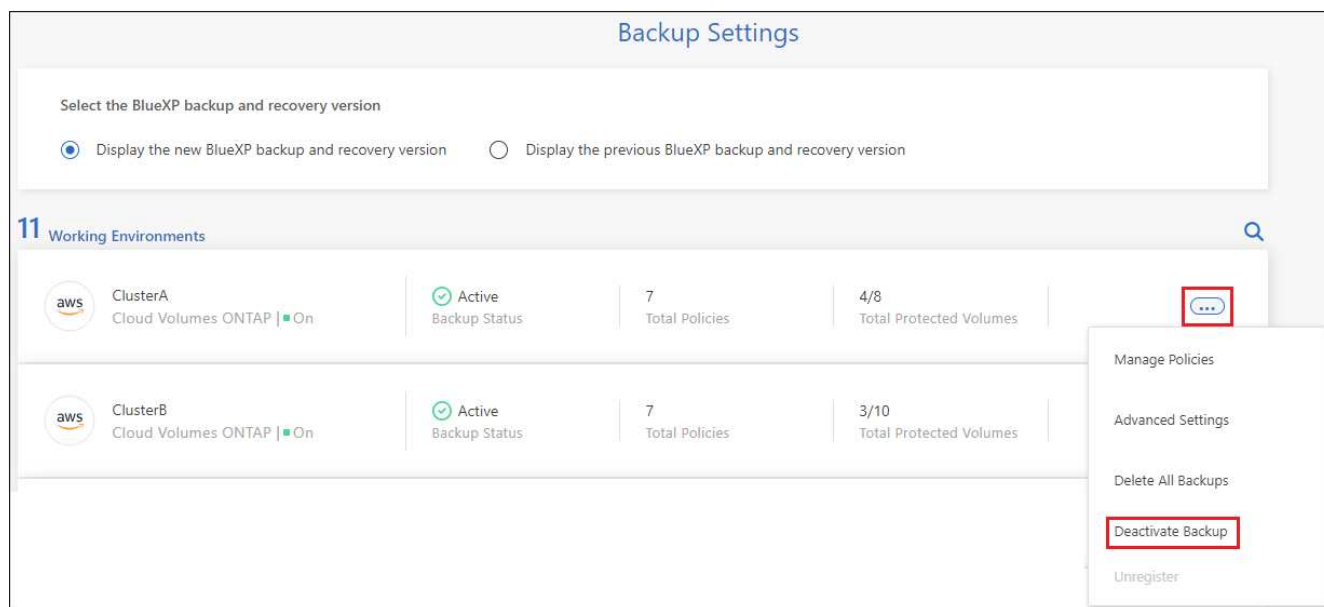 Backup Settings
Select the BlueXP backup and recovery version
Display the new BlueXP backup and recovery version Display the previous BlueXP backup and recovery version
11 Working Environments
aws ClusterA Active 7 4/8 ...
Cloud Volumes ONTAP | On Backup Status Total Policies Total Protected Volumes
aws ClusterB Active 7 3/10
Cloud Volumes ONTAP | On Backup Status Total Policies Total Protected Volumes
Manage Policies
Advanced Settings
Delete All Backups
Deactivate Backup
Unregister